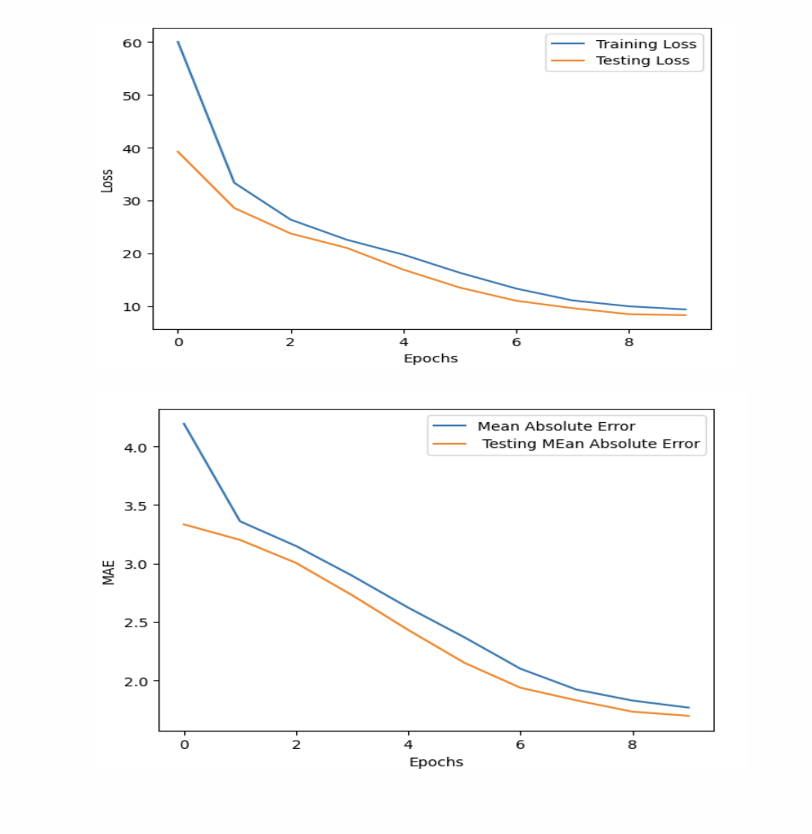 60
50
40
30
20
10
Loss
Training Loss
Testing Loss
0 2 4 6 8
Epochs
4.0
3.5
3.0
2.5
2.0
MAE
Mean Absolute Error
Testing MEan Absolute Error
0 2 4 6 8
Epochs